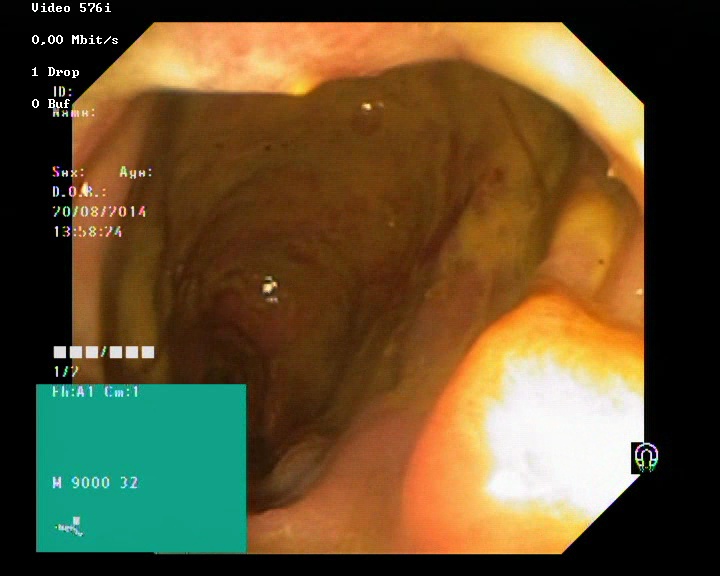 Video 576i
0,00 Mbit/s
1 Drop
ID:
0 Buf
Name:
Sex: Age:
D.O.B.:
20/08/2014
13:58:24
/
1/2
Eh:A1 Cm:1
M 9000 32